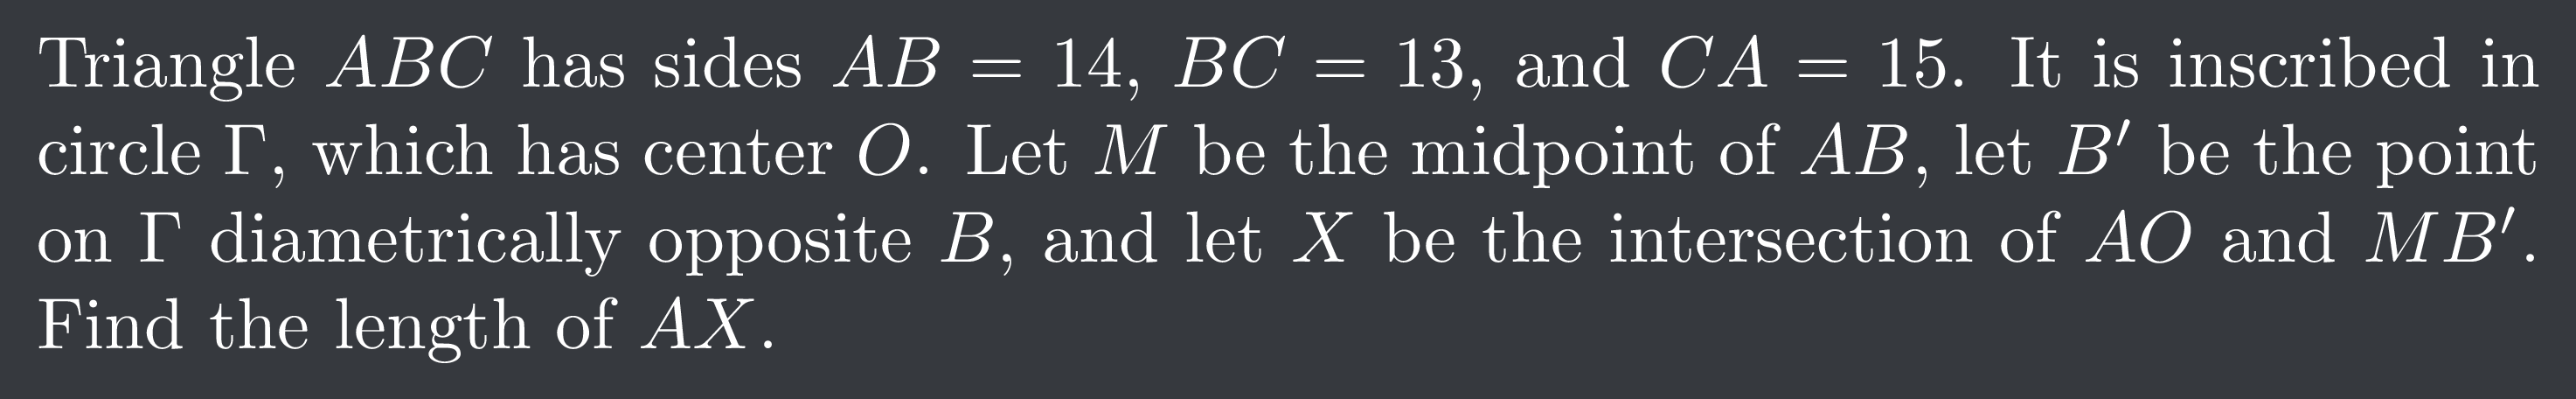 Triangle ABC has sides AB = 14, BC = 13, and CA = 15. It is inscribed in
circle Γ, which has center O. Let M be the midpoint of AB, let B′ be the point
on Γ diametrically opposite B, and let X be the intersection of AO and MB′.
Find the length of AX.